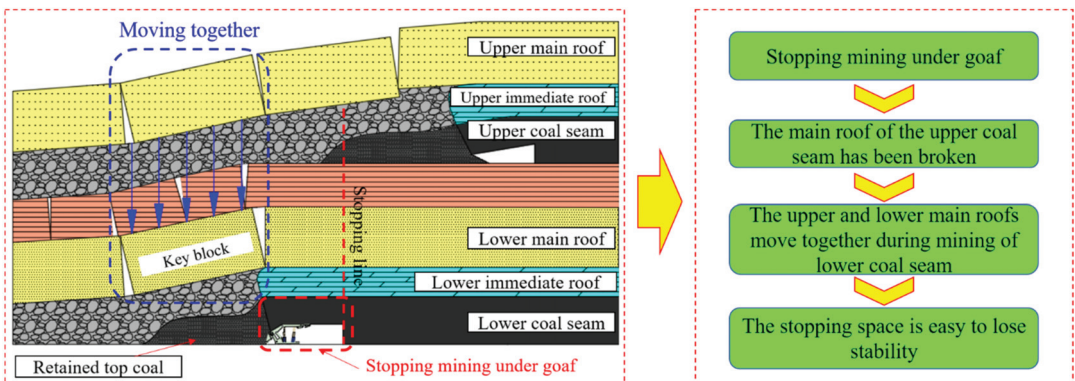 Moving together
Upper main roof
Upper immediate roof
Upper coal seam
Stopping line
Key block
Lower main roof
Lower immediate roof
Lower coal seam
Retained top coal
Stopping mining under goaf
Stopping mining under goaf
The main roof of the upper coal
seam has been broken
The upper and lower main roofs
move together during mining of
lower coal seam
The stopping space is easy to lose
stability